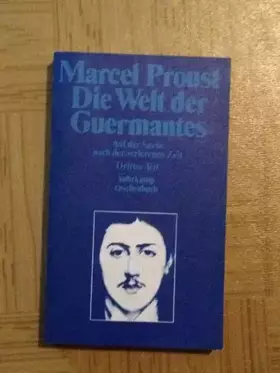 Marcel Proust
Die Welt der
Guermantes
Auf der Suche
nach der verlorenen Zeit
Dritter Teil
suhrkamp
taschenbuch